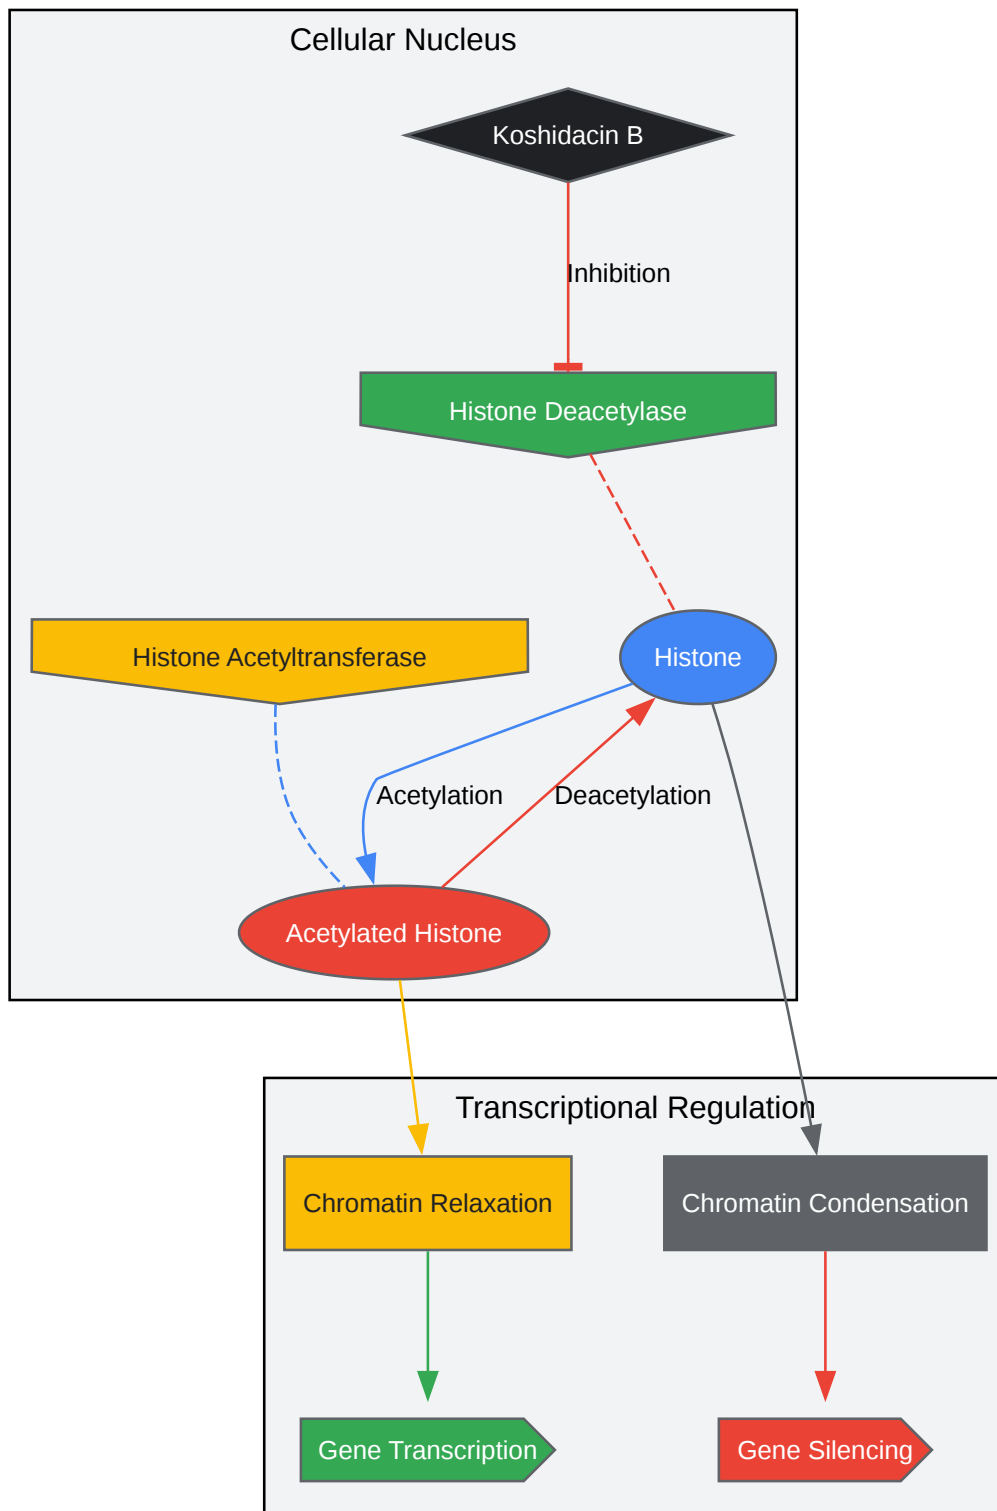 Cellular Nucleus
Koshidacin B
Inhibition
Histone Deacetylase
Histone Acetyltransferase
Histone
Acetylation
Deacetylation
Acetylated Histone
Transcriptional Regulation
Chromatin Relaxation
Chromatin Condensation
Gene Transcription
Gene Silencing